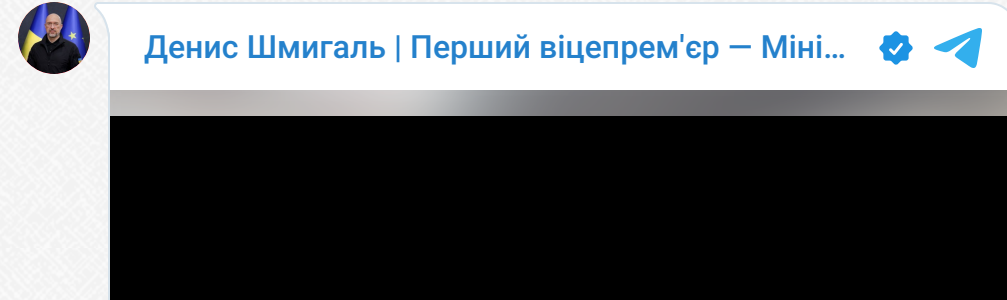 Денис Шмигаль | Перший віцепрем'єр — Міні...